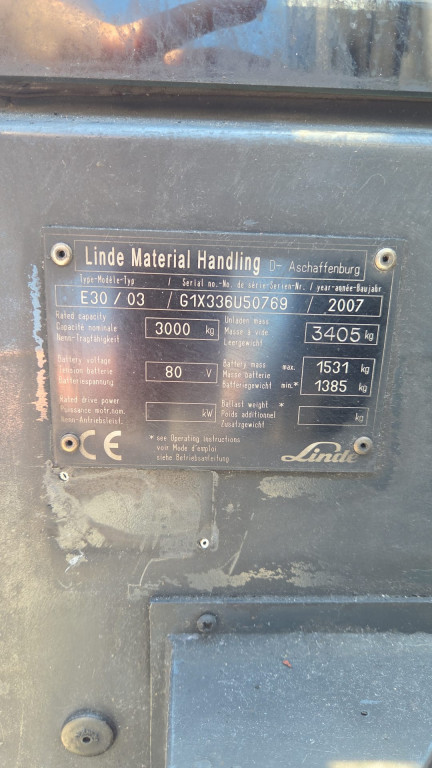 Linde Material Handling D- Aschaffenburg
Type-Modèle-Typ / Serial no.-No. de série-Serien-Nr. / year-année-Baujahr
E30 / 03 / G1X336U50769 / 2007
Rated capacity
Capacité nominale
Nenn-Tragfähigkeit
3000 kg
Unladen mass
Masse à vide
Leergewicht
3405 kg
Battery voltage
Tension batterie
Batteriespannung
80 V
Battery-mass max.
Masse batterie
Batteriegewicht min.*
1531 kg
1385 kg
Rated drive power
Puissance motr.nom.
Nenn-Antriebsleist.
kW
Ballast weight *
Poids additionnel
Zusatzgewicht
kg
CE
* see Operating Instructions
voir Mode d'emploi
siehe Betriebsanleitung
Linde